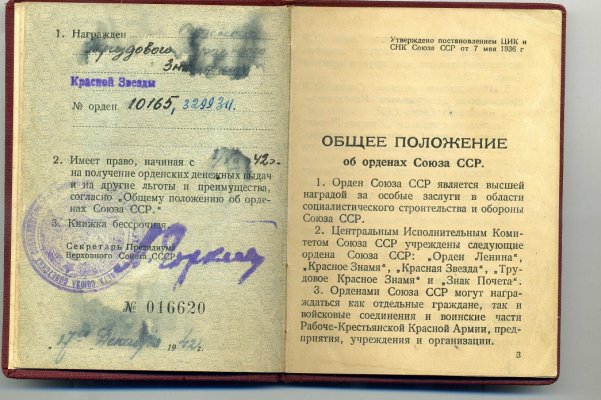 1. Награжден
Трудового
Красной Звезды
№ орден 10165, 329931.
2. Имеет право, начиная с 42г.
на получение орденских денежных выдач
и на другие льготы и преимущества,
согласно „Общему положению об орде-
нах Союза ССР."
3. Книжка бессрочная.
Секретарь Президиума
Верховного Совета СССР
№ 016620
17го Декабря 1942г.
Утверждено постановлением ЦИК и
СНК Союза ССР от 7 мая 1936 г
ОБЩЕЕ ПОЛОЖЕНИЕ
об орденах Союза ССР.
1. Орден Союза ССР является высшей
наградой за особые заслуги в области
социалистического строительства и обороны
Союза ССР.
2. Центральным Исполнительным Коми-
тетом Союза ССР учреждены следующие
ордена Союза ССР: „Орден Ленина",
„Красное Знамя", „Красная Звезда", „Тру-
довое Красное Знамя" и „Знак Почета".
3. Орденами Союза ССР могут награ-
ждаться как отдельные граждане, так и
войсковые соединения и воинские части
Рабоче-Крестьянской Красной Армии, пред-
приятия, учреждения и организации.
3